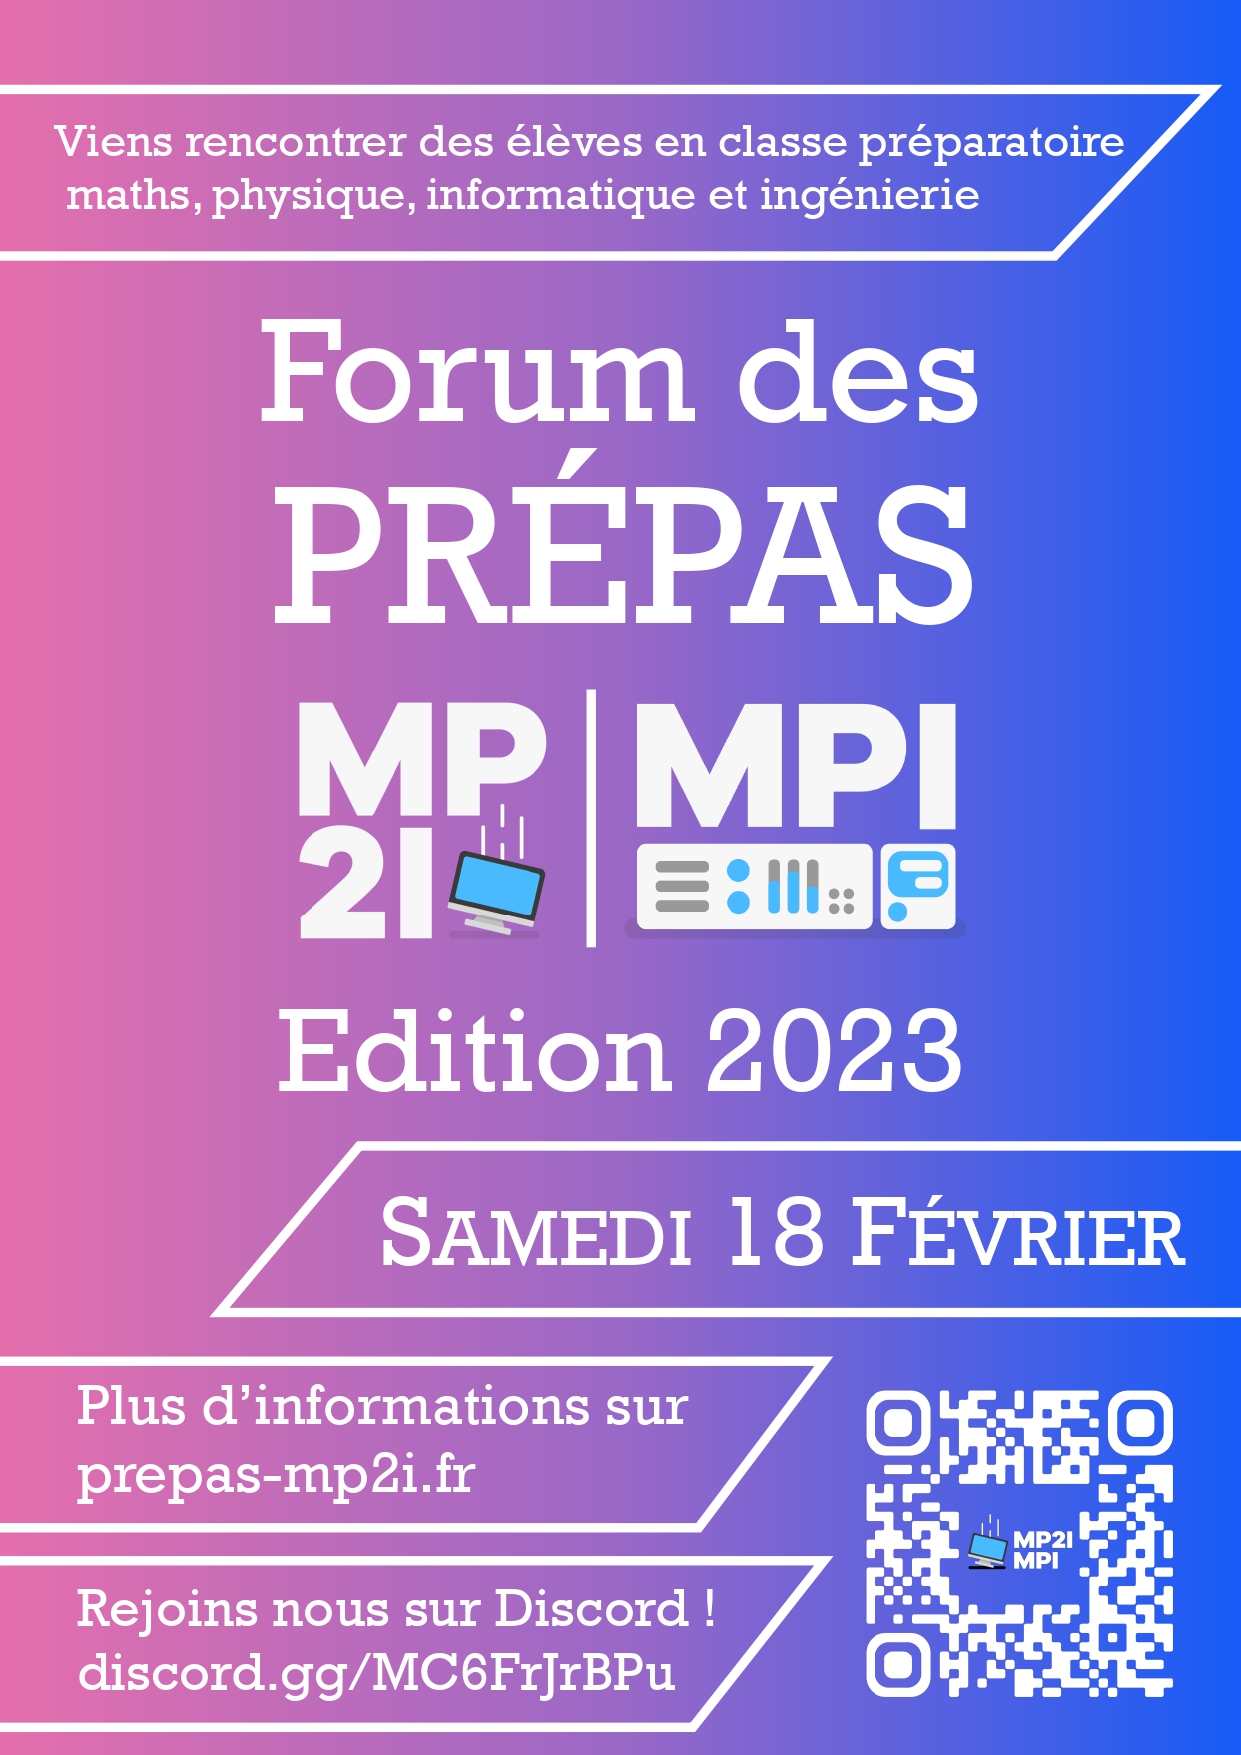 Viens rencontrer des élèves en classe préparatoire
maths, physique, informatique et ingénierie
Forum des
PRÉPAS
MP
2I
MPI
Edition 2023
SAMEDI 18 FÉVRIER
Plus d’informations sur
prepas-mp2i.fr
Rejoins nous sur Discord !
discord.gg/MC6FrJrBPu
MP2I
MPI